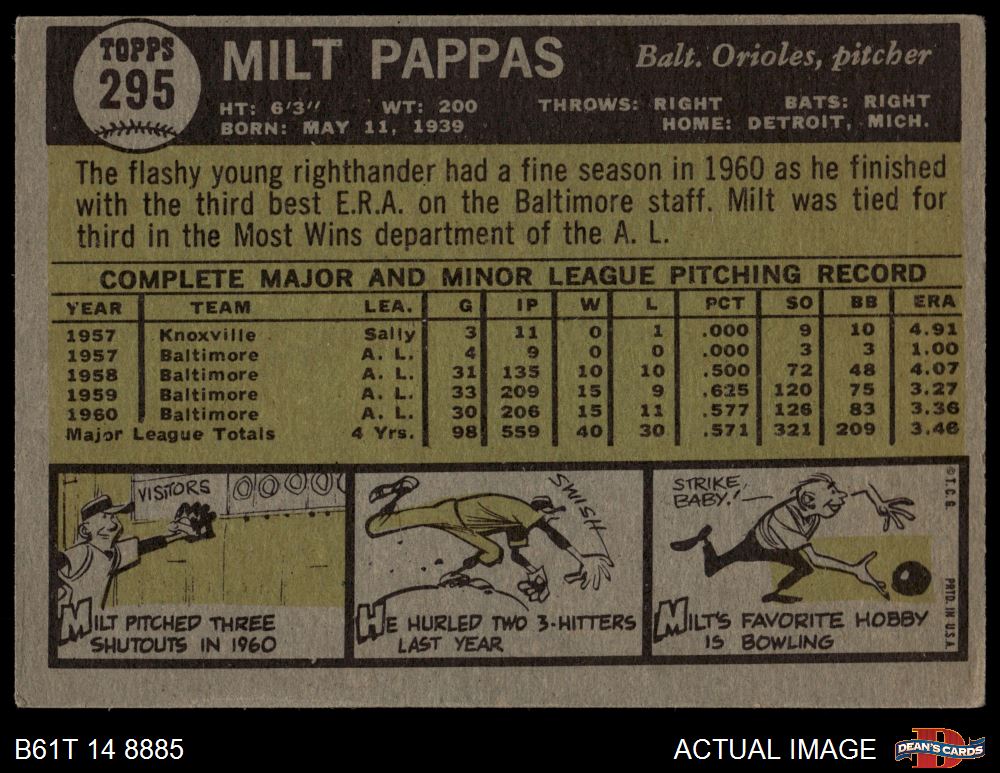 TOPPS
295
MILT PAPPAS
Balt. Orioles, pitcher
HT: 6'3" WT: 200 THROWS: RIGHT BATS: RIGHT
BORN: MAY 11, 1939 HOME: DETROIT, MICH.
The flashy young righthander had a fine season in 1960 as he finished
with the third best E.R.A. on the Baltimore staff. Milt was tied for
third in the Most Wins department of the A. L.
COMPLETE MAJOR AND MINOR LEAGUE PITCHING RECORD
YEAR TEAM LEA. G IP W L PCT SO BB ERA
1957 Knoxville Sally 3 11 0 1 .000 9 10 4.91
1957 Baltimore A. L. 4 9 0 0 .000 3 3 1.00
1958 Baltimore A. L. 31 135 10 10 .500 72 48 4.07
1959 Baltimore A. L. 33 209 15 9 .625 120 75 3.27
1960 Baltimore A. L. 30 206 15 11 .577 126 83 3.36
Major League Totals 4 Yrs. 98 559 40 30 .571 321 209 3.46
VISITORS 0 0 0 0 0
MILT PITCHED THREE
SHUTOUTS IN 1960
SWISH
HE HURLED TWO 3-HITTERS
LAST YEAR
STRIKE,
BABY!
MILT'S FAVORITE HOBBY
IS BOWLING
© T. C. G. PRTD. IN U.S.A.
B61T 14 8885
ACTUAL IMAGE
DEAN'S CARDS